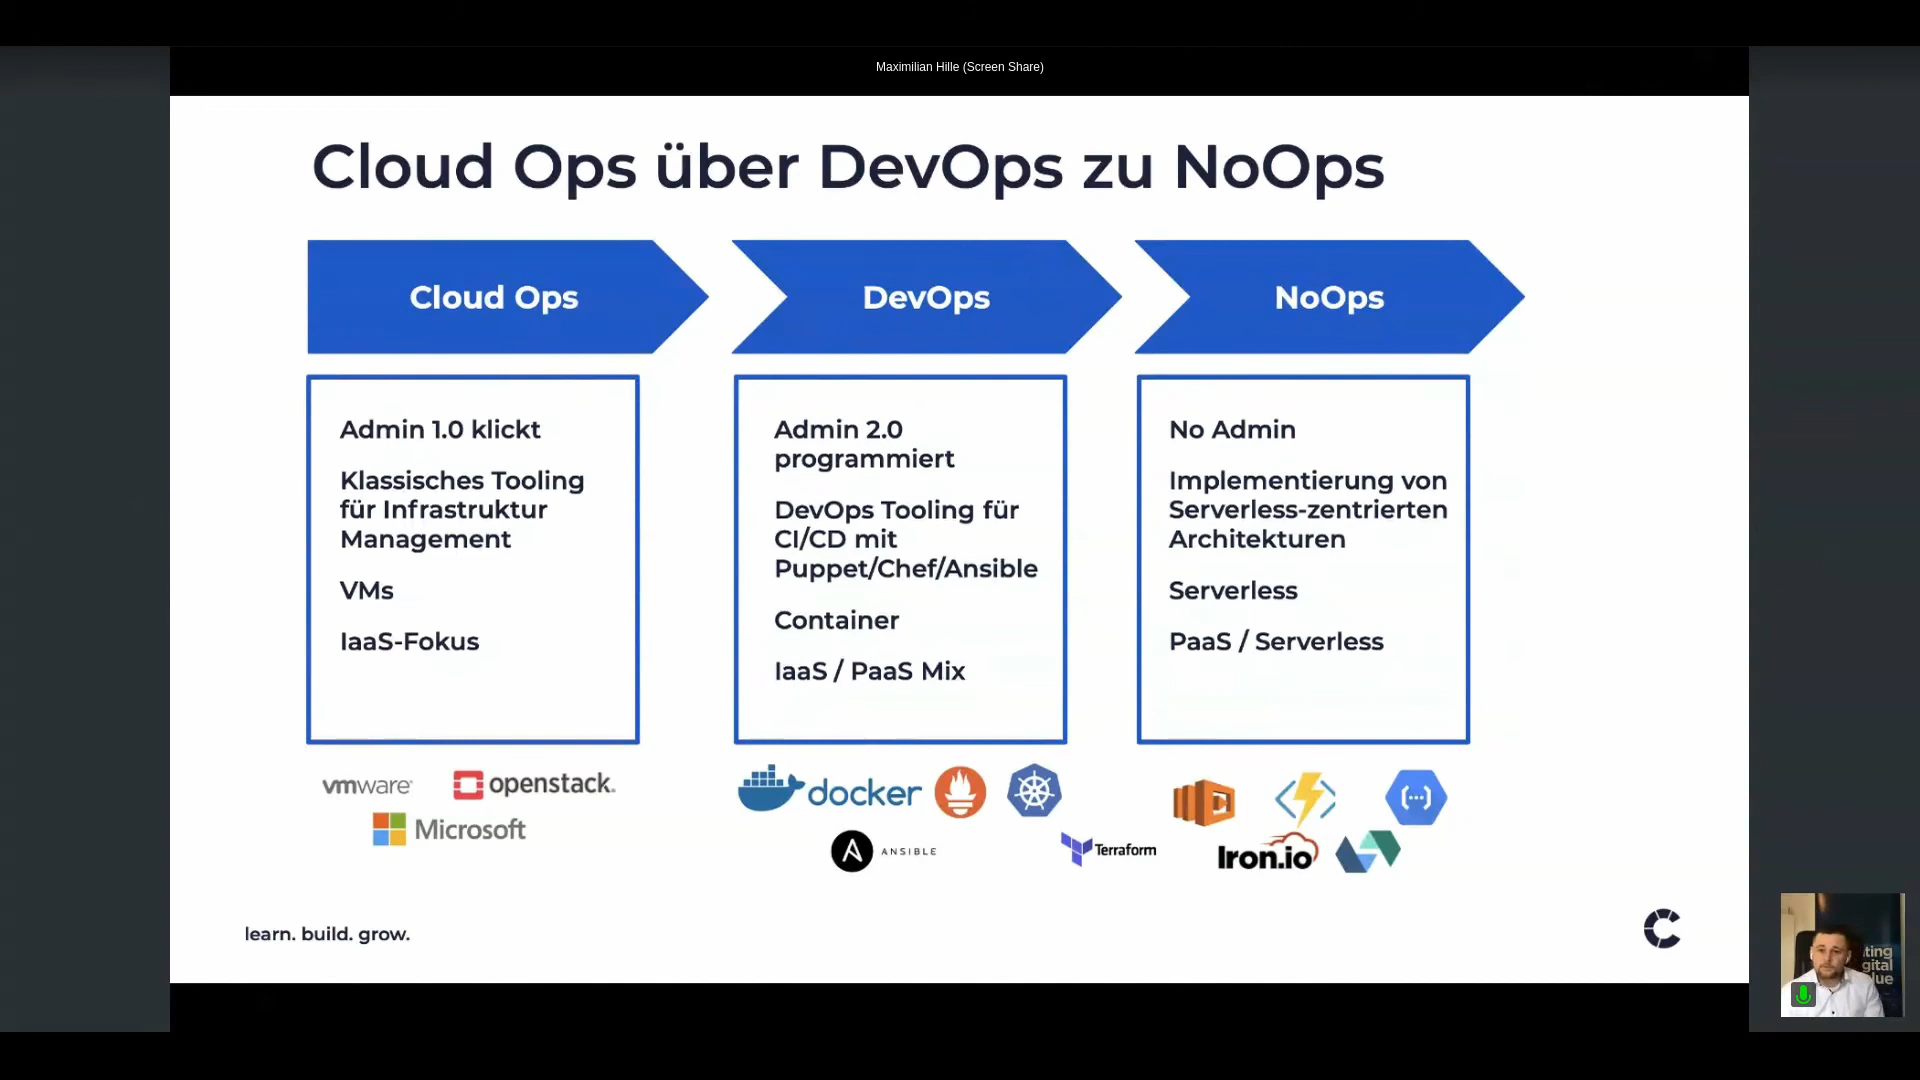 Maximilian Hille (Screen Share)
Cloud Ops über DevOps zu NoOps
Cloud Ops
DevOps
NoOps
Admin 1.0 klickt
Klassisches Tooling
für Infrastruktur
Management
VMs
IaaS-Fokus
Admin 2.0
programmiert
DevOps Tooling für
CI/CD mit
Puppet/Chef/Ansible
Container
IaaS / PaaS Mix
No Admin
Implementierung von
Serverless-zentrierten
Architekturen
Serverless
PaaS / Serverless
vmware
openstack.
Microsoft
docker
ANSIBLE
Terraform
Iron.io
learn. build. grow.
ting
gital
lue